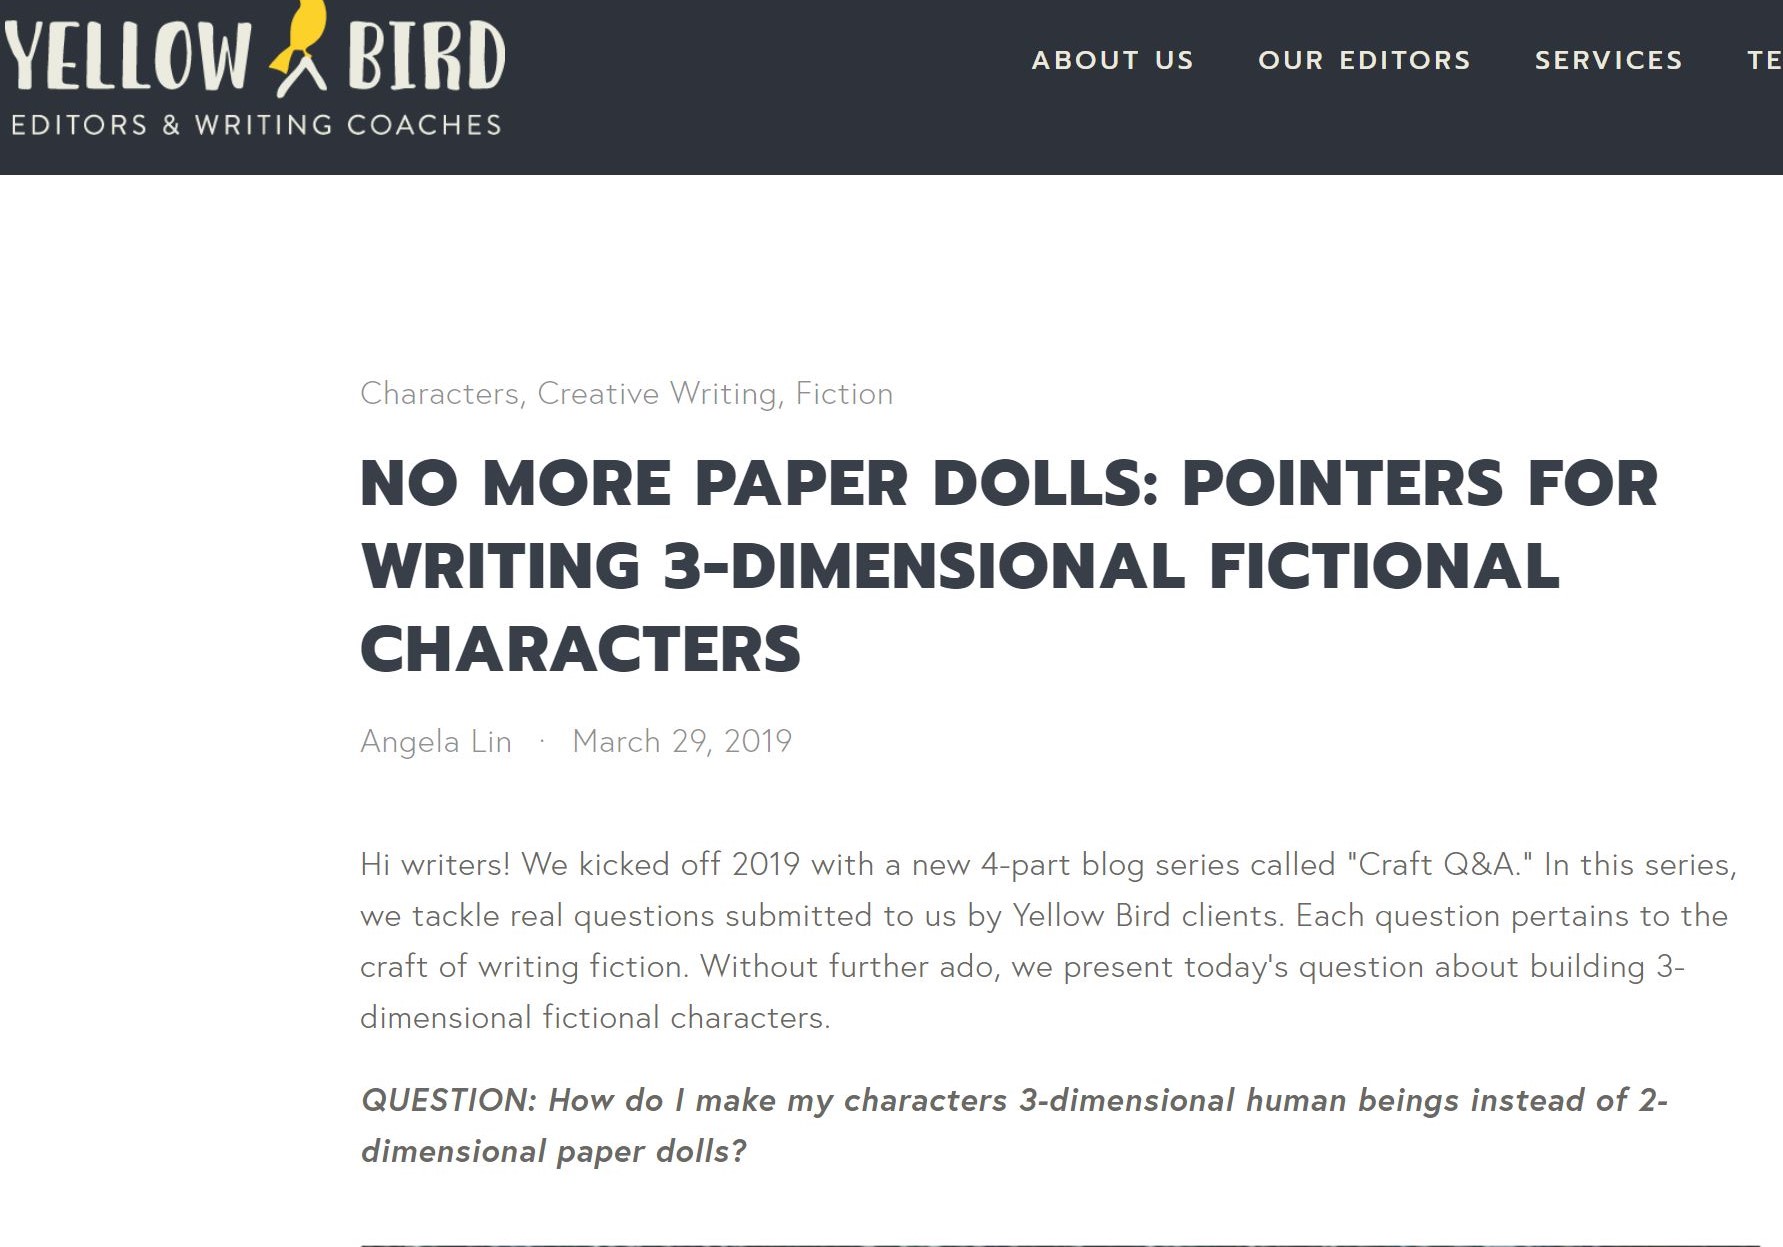 YELLOW BIRD
EDITORS & WRITING COACHES
ABOUT US OUR EDITORS SERVICES TE
Characters, Creative Writing, Fiction
NO MORE PAPER DOLLS: POINTERS FOR
WRITING 3-DIMENSIONAL FICTIONAL
CHARACTERS
Angela Lin · March 29, 2019
Hi writers! We kicked off 2019 with a new 4-part blog series called "Craft Q&A." In this series,
we tackle real questions submitted to us by Yellow Bird clients. Each question pertains to the
craft of writing fiction. Without further ado, we present today's question about building 3-
dimensional fictional characters.
QUESTION: How do I make my characters 3-dimensional human beings instead of 2-
dimensional paper dolls?